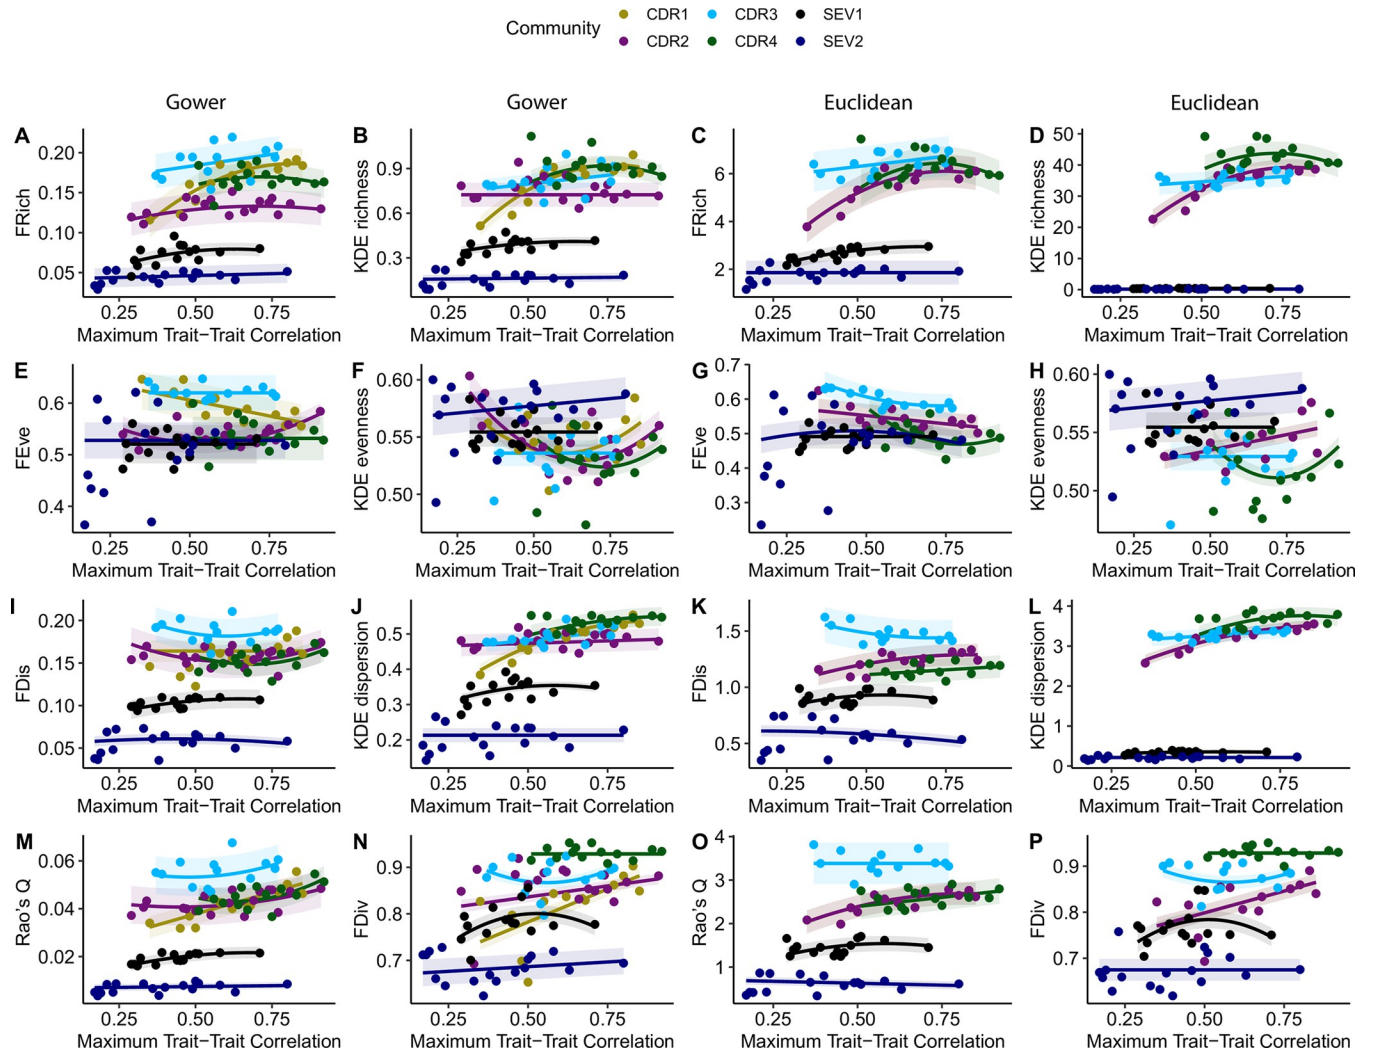 Community CDR1 CDR3 SEV1
CDR2 CDR4 SEV2
Gower Gower Euclidean Euclidean
A B C D
FRich 0.20 0.15 0.10 0.05
KDE richness 0.9 0.6 0.3
FRich 6 4 2
KDE richness 50 40 30 20 10 0
0.25 0.50 0.75 0.25 0.50 0.75 0.25 0.50 0.75 0.25 0.50 0.75
Maximum Trait−Trait Correlation Maximum Trait−Trait Correlation Maximum Trait−Trait Correlation Maximum Trait−Trait Correlation
E F G H
FEve 0.6 0.5 0.4
KDE evenness 0.60 0.55 0.50
FEve 0.7 0.6 0.5 0.4 0.3
KDE evenness 0.60 0.55 0.50
0.25 0.50 0.75 0.25 0.50 0.75 0.25 0.50 0.75 0.25 0.50 0.75
Maximum Trait−Trait Correlation Maximum Trait−Trait Correlation Maximum Trait−Trait Correlation Maximum Trait−Trait Correlation
I J K L
FDis 0.20 0.15 0.10 0.05
KDE dispersion 0.5 0.4 0.3 0.2
FDis 1.5 1.0 0.5
KDE dispersion 4 3 2 1 0
0.25 0.50 0.75 0.25 0.50 0.75 0.25 0.50 0.75 0.25 0.50 0.75
Maximum Trait−Trait Correlation Maximum Trait−Trait Correlation Maximum Trait−Trait Correlation Maximum Trait−Trait Correlation
M N O P
Rao's Q 0.06 0.04 0.02
FDiv 0.9 0.8 0.7
Rao's Q 4 3 2 1
FDiv 0.9 0.8 0.7
0.25 0.50 0.75 0.25 0.50 0.75 0.25 0.50 0.75 0.25 0.50 0.75
Maximum Trait−Trait Correlation Maximum Trait−Trait Correlation Maximum Trait−Trait Correlation Maximum Trait−Trait Correlation